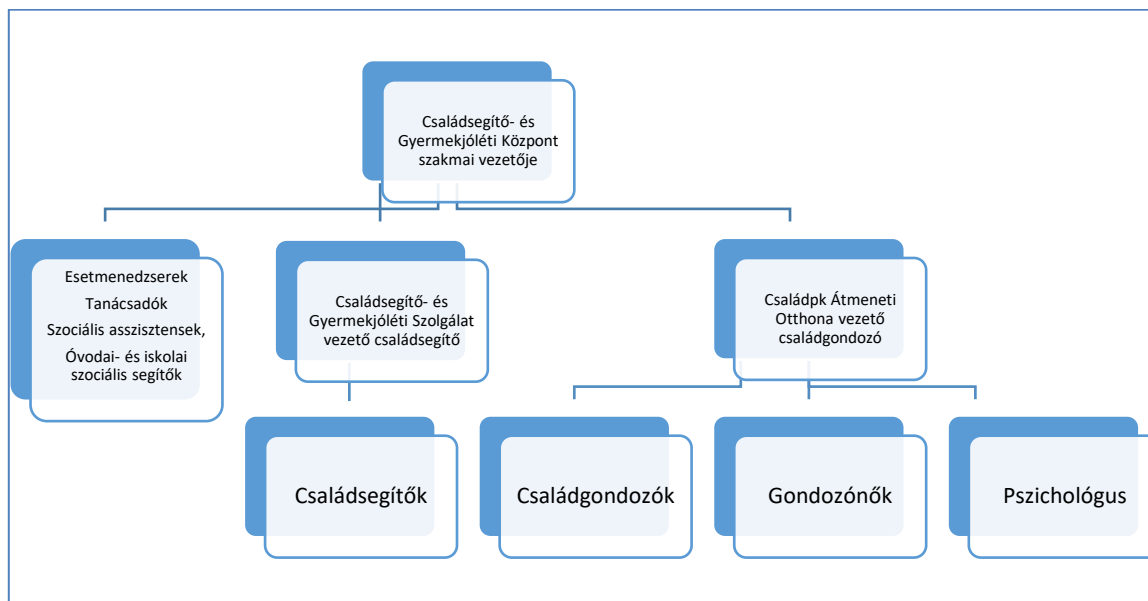 Családsegítő- és
Gyermekjóléti Központ
szakmai vezetője
Esetmenedzserek
Tanácsadók
Szociális asszisztensek,
Óvodai- és iskolai
szociális segítők
Családsegítő- és
Gyermekjóléti Szolgálat
vezető családsegítő
Családpk Átmeneti
Otthona vezető
családgondozó
Családsegítők
Családgondozók
Gondozónők
Pszichológus